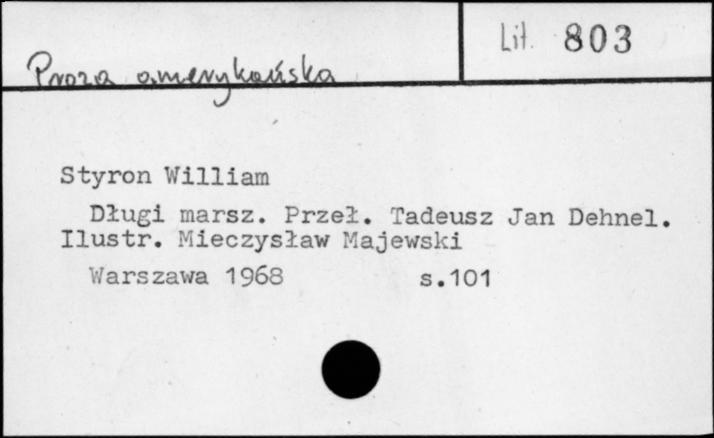 Lit. 803
Proza amerykańska
Styron William
Długi marsz. Przeł. Tadeusz Jan Dehnel.
Ilustr. Mieczysław Majewski
Warszawa 1968 s.101